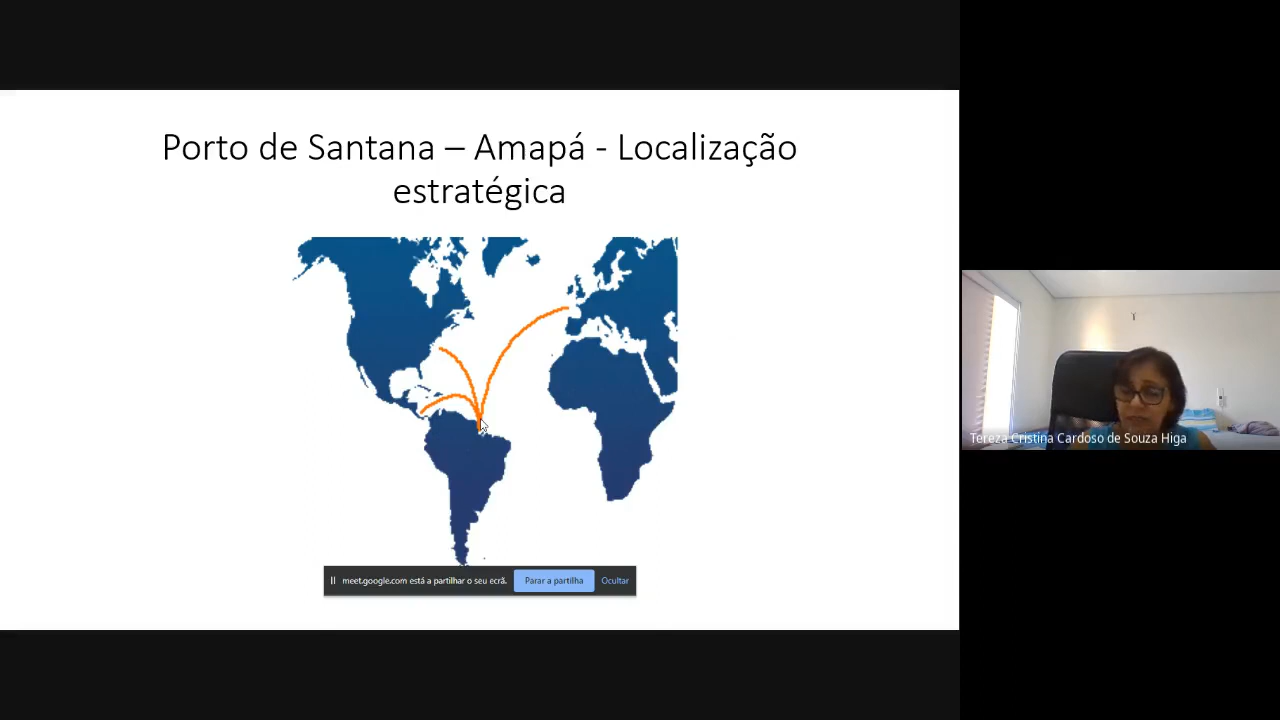 Porto de Santana – Amapá - Localização
estratégica
meet.google.com está a partilhar o seu ecrã.
Parar a partilha
Ocultar
Tereza Cristina Cardoso de Souza Higa